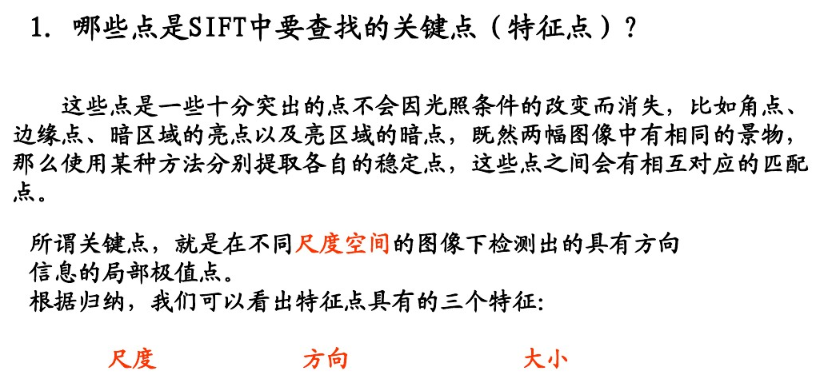 1. 哪些点是SIFT中要查找的关键点（特征点）？
这些点是一些十分突出的点不会因光照条件的改变而消失，比如角点、
边缘点、暗区域的亮点以及亮区域的暗点，既然两幅图像中有相同的景物，
那么使用某种方法分别提取各自的稳定点，这些点之间会有相互对应的匹配
点。
所谓关键点，就是在不同尺度空间的图像下检测出的具有方向
信息的局部极值点。
根据归纳，我们可以看出特征点具有的三个特征：
尺度 方向 大小